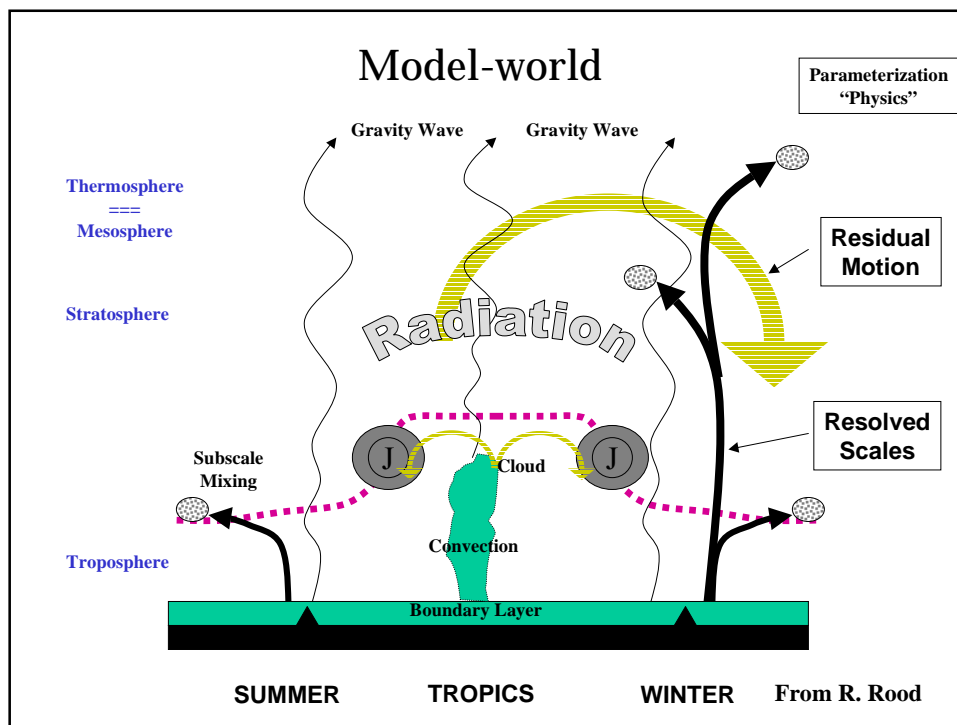 Model-world
Parameterization
“Physics”
Gravity Wave
Gravity Wave
Thermosphere
===
Mesosphere
Residual
Motion
Stratosphere
Radiation
Resolved
Scales
J
J
Subscale
Mixing
Cloud
Convection
Troposphere
Boundary Layer
SUMMER
TROPICS
WINTER
From R. Rood